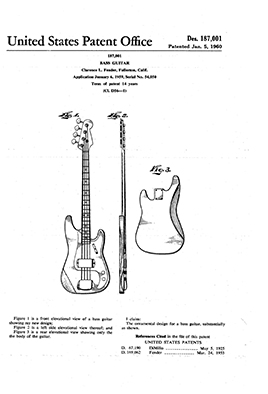 United States Patent Office
Des. 187,001
Patented Jan. 5, 1960
187,001
BASS GUITAR
Clarence L. Fender, Fullerton, Calif.
Application January 6, 1959, Serial No. 54,050
Term of patent 14 years
(Cl. D56—1)
Fig. 1.
Fig. 2.
Fig. 3.
Figure 1 is a front elevational view of a bass guitar
showing my new design;
Figure 2 is a left side elevational view thereof; and
Figure 3 is a rear elevational view showing only the
the body of the guitar.
I claim:
The ornamental design for a bass guitar, substantially
as shown.
References Cited in the file of this patent
UNITED STATES PATENTS
D. 67,186 DiMille May 5, 1925
D. 169,062 Fender Mar. 24, 1953